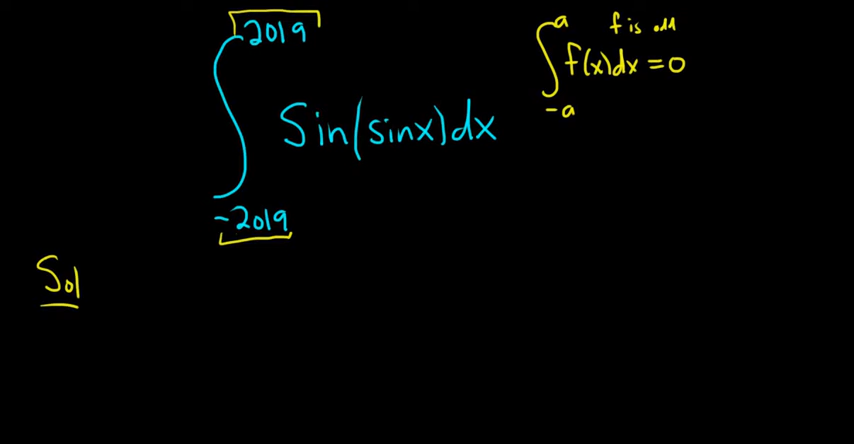 ∫_{-2019}^{2019} Sin(sinx)dx
f is odd
∫_{-a}^{a} f(x)dx = 0
Sol